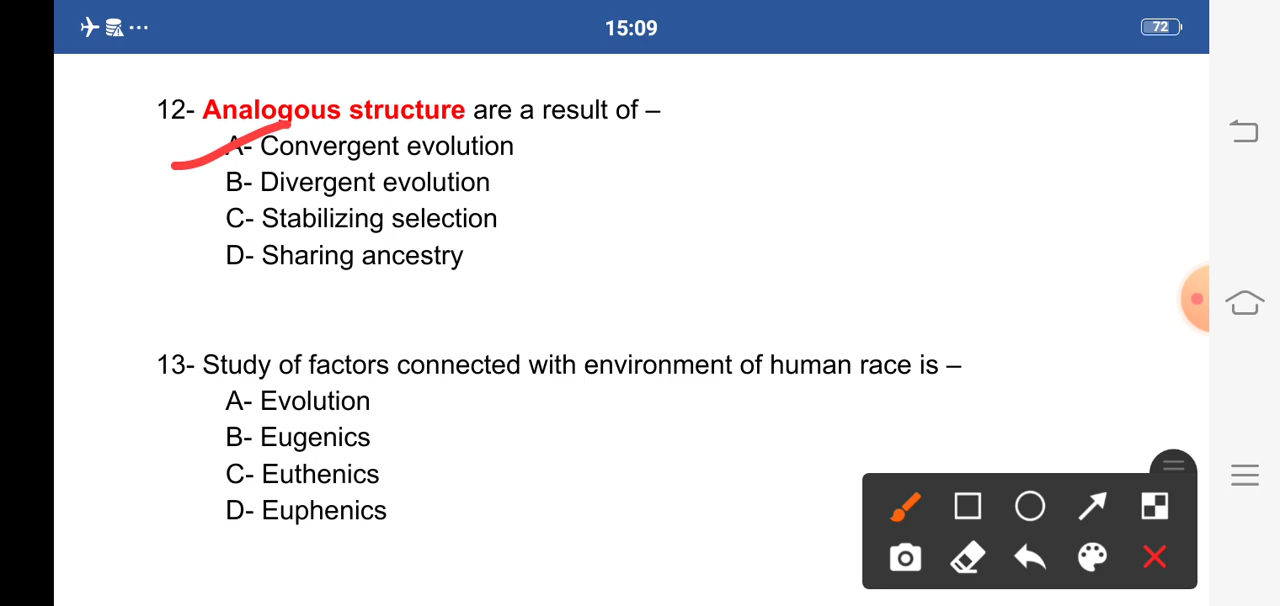 15:09
72
12- Analogous structure are a result of –
A- Convergent evolution
B- Divergent evolution
C- Stabilizing selection
D- Sharing ancestry
13- Study of factors connected with environment of human race is –
A- Evolution
B- Eugenics
C- Euthenics
D- Euphenics